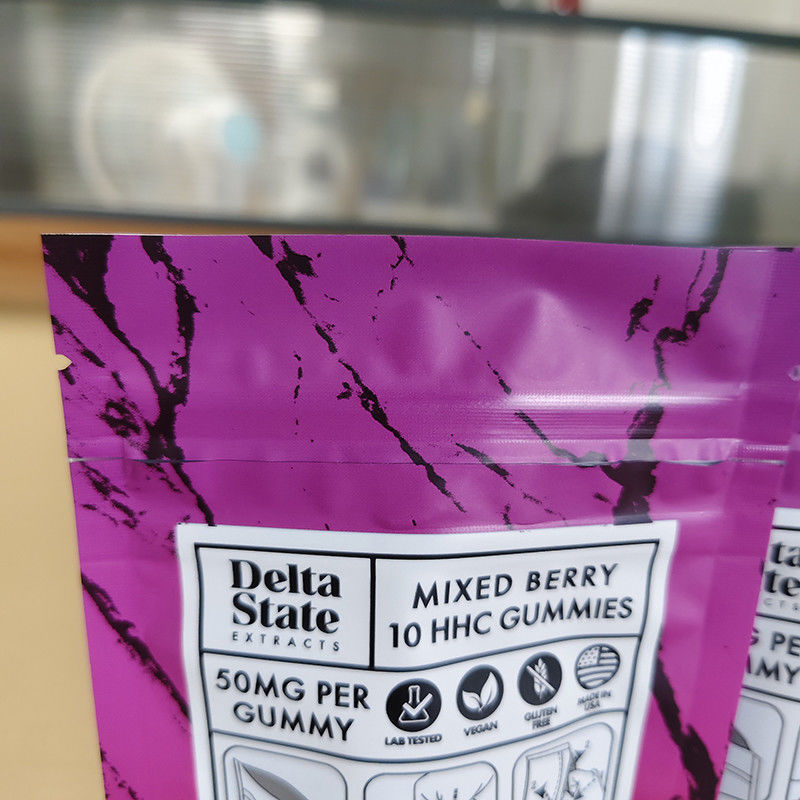 Delta
State
EXTRACTS
MIXED BERRY
10 HHC GUMMIES
50MG PER
GUMMY
LAB TESTED
VEGAN
GLUTEN
FREE
MADE IN
USA